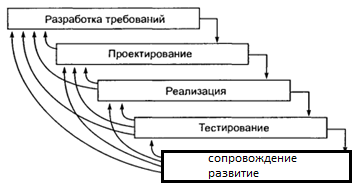 Разработка требований
Проектирование
Реализация
Тестирование
сопровождение
развитие